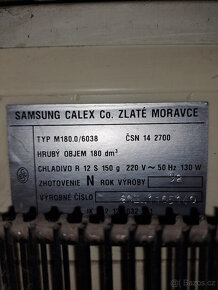 SAMSUNG CALEX Co. ZLATÉ MORAVCE
TYP M180.0/6038 ČSN 14 2700
HRUBÝ OBJEM 180 dm³
CHLADIVO R 12 S 150 g 220 V ~ 50 Hz 130 W
ZHOTOVENIE N ROK VÝROBY
VÝROBNÉ ČÍSLO